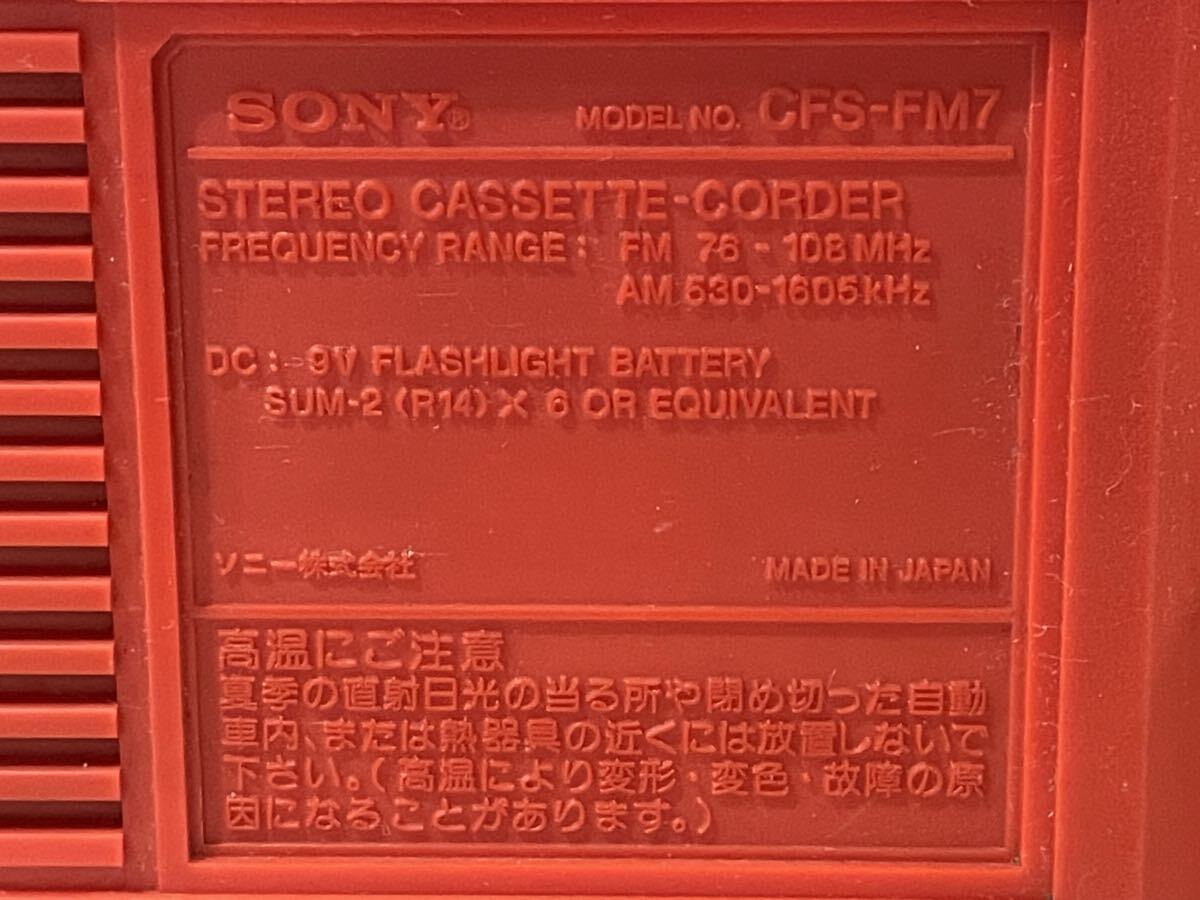 SONY® MODEL NO. CFS-FM7
STEREO CASSETTE-CORDER
FREQUENCY RANGE: FM 76-108MHz
AM 530-1605kHz
DC: 9V FLASHLIGHT BATTERY
SUM-2 (R14) × 6 OR EQUIVALENT
ソニー株式会社 MADE IN JAPAN
高温にご注意
夏季の直射日光の当る所や閉め切った自動
車内、または熱器具の近くには放置しないで
下さい。(高温により変形・変色・故障の原
因になることがあります。)